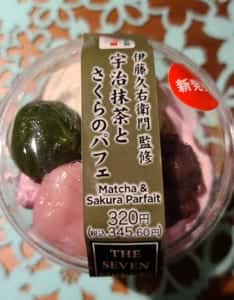 新発売
伊藤久右衛門 監修
宇治抹茶と
さくらのパフェ
Matcha &
Sakura Parfait
320円
(税込345.60円)
THE
SEVEN